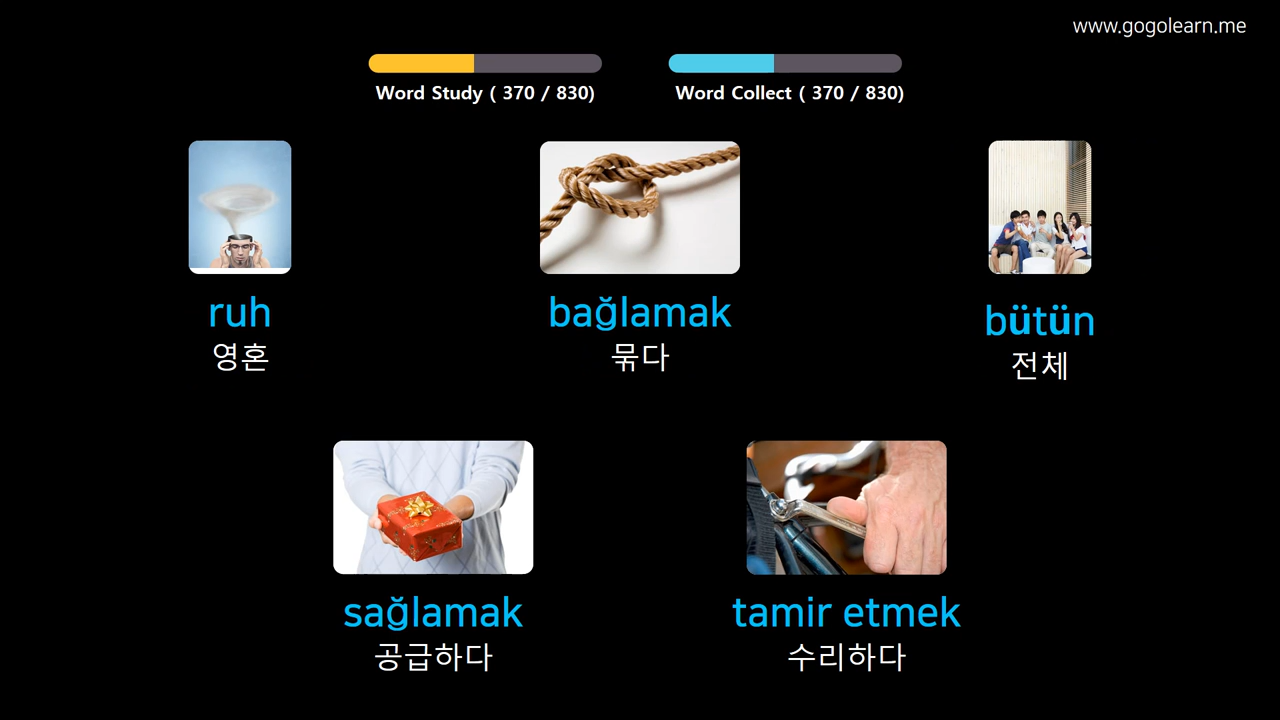 www.gogolearn.me
Word Study ( 370 / 830)
Word Collect ( 370 / 830)
ruh
영혼
bağlamak
묶다
bütün
전체
sağlamak
공급하다
tamir etmek
수리하다